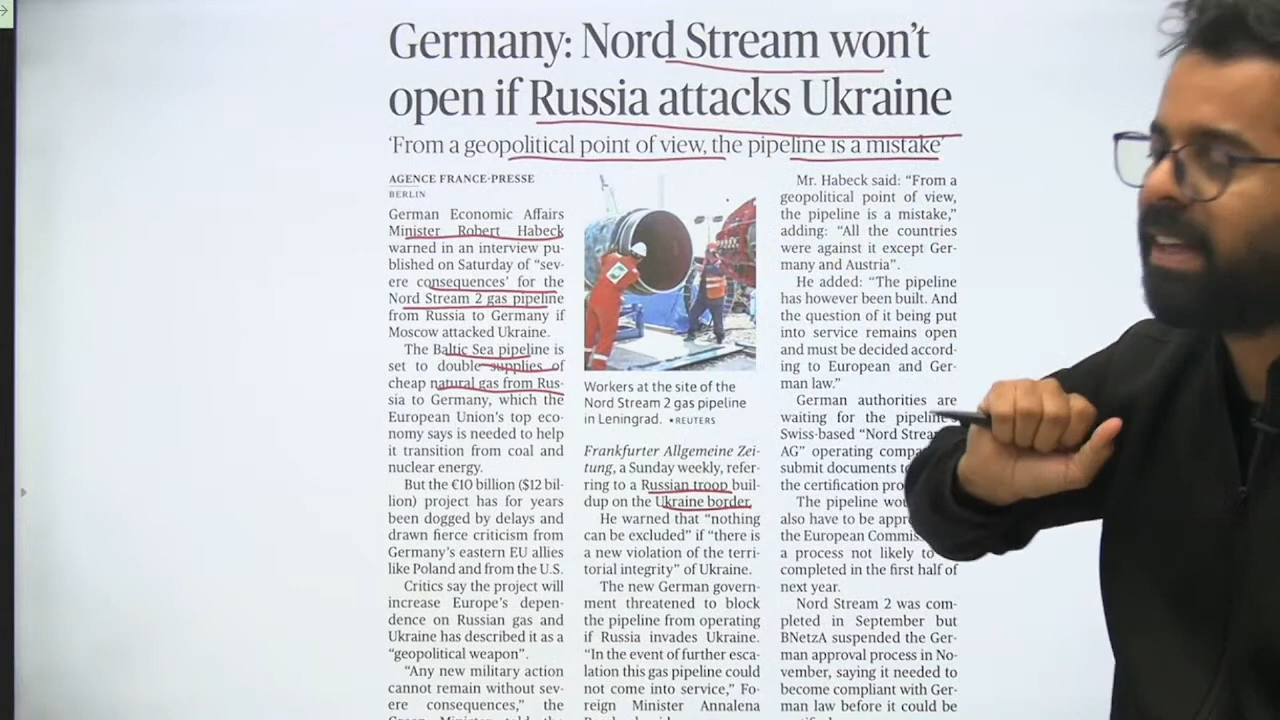 Germany: Nord Stream won't
open if Russia attacks Ukraine
'From a geopolitical point of view, the pipeline is a mistake'
AGENCE FRANCE-PRESSE
BERLIN
German Economic Affairs
Minister Robert Habeck
warned in an interview pu-
blished on Saturday of “sev-
ere consequences' for the
Nord Stream 2 gas pipeline
from Russia to Germany if
Moscow attacked Ukraine.
The Baltic Sea pipeline is
set to double supplies of
cheap natural gas from Rus-
sia to Germany, which the
European Union's top eco-
nomy says is needed to help
it transition from coal and
nuclear energy.
But the €10 billion ($12 bil-
lion) project has for years
been dogged by delays and
drawn fierce criticism from
Germany's eastern EU allies
like Poland and from the U.S.
Critics say the project will
increase Europe's depen-
dence on Russian gas and
Ukraine has described it as a
“geopolitical weapon”.
“Any new military action
cannot remain without sev-
ere consequences,” the
Workers at the site of the
Nord Stream 2 gas pipeline
in Leningrad. •REUTERS
Frankfurter Allgemeine Zei-
tung, a Sunday weekly, refer-
ring to a Russian troop buil-
dup on the Ukraine border.
He warned that “nothing
can be excluded” if “there is
a new violation of the terri-
torial integrity” of Ukraine.
The new German govern-
ment threatened to block
the pipeline from operating
if Russia invades Ukraine.
“In the event of further esca-
lation this gas pipeline could
not come into service,” Fo-
reign Minister Annalena
Mr. Habeck said: “From a
geopolitical point of view,
the pipeline is a mistake,”
adding: “All the countries
were against it except Ger-
many and Austria”.
He added: “The pipeline
has however been built. And
the question of it being put
into service remains open
and must be decided accord-
ing to European and Ger-
man law.”
German authorities are
waiting for the pipeline's
Swiss-based “Nord
AG” operating
submit documents
the certification
The pipeline
also have to be
the European
a process not likely to
completed in the first half of
next year.
Nord Stream 2 was com-
pleted in September but
BNetzA suspended the Ger-
man approval process in No-
vember, saying it needed to
become compliant with Ger-
man law before it could be